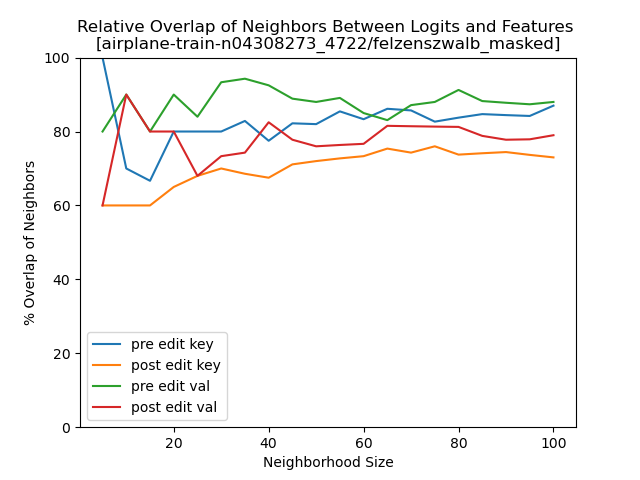 Relative Overlap of Neighbors Between Logits and Features
[airplane-train-n04308273_4722/felzenszwalb_masked]
100
80
60
40
20
0
% Overlap of Neighbors
pre edit key
post edit key
pre edit val
post edit val
20 40 60 80 100
Neighborhood Size